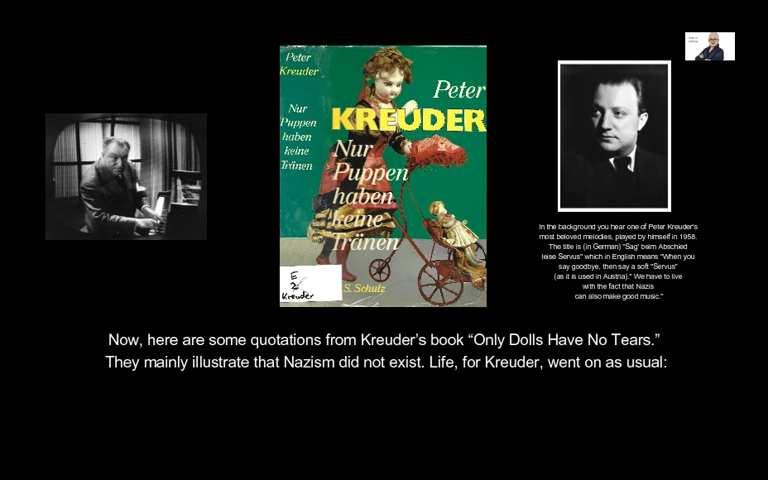 Peter
Kreuder
Nur
Puppen
haben
keine
Tränen
E
2
Kreuder
Peter
KREUDER
Nur
Puppen
haben
keine
Tränen
S. Schulz
In the background you hear one of Peter Kreuder's
most beloved melodies, played by himself in 1958.
The title is (in German) "Sag' beim Abschied
leise Servus" which in English means "When you
say goodbye, then say a soft "Servus"
(as it is used in Austria)." We have to live
with the fact that Nazis
can also make good music."
Now, here are some quotations from Kreuder’s book “Only Dolls Have No Tears.”
They mainly illustrate that Nazism did not exist. Life, for Kreuder, went on as usual: